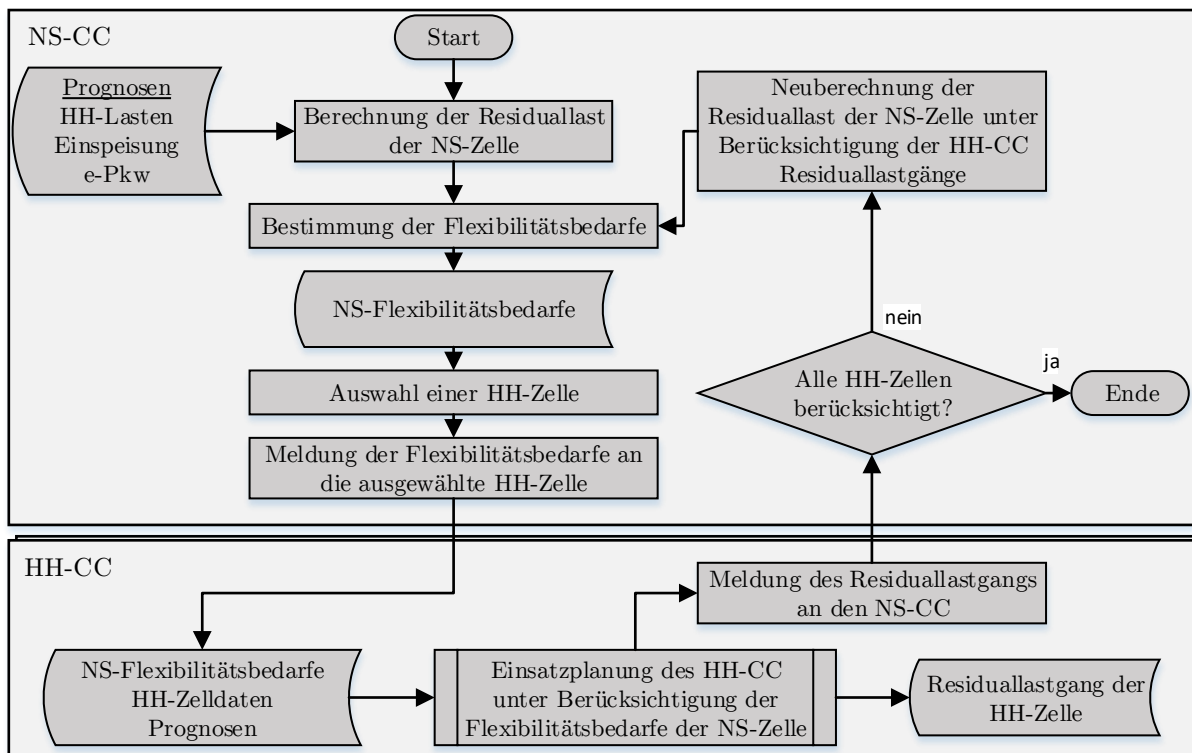 NS-CC
Start
Prognosen
HH-Lasten
Einspeisung
e-Pkw
Berechnung der Residuallast
der NS-Zelle
Neuberechnung der
Residuallast der NS-Zelle unter
Berücksichtigung der HH-CC
Residuallastgänge
Bestimmung der Flexibilitätsbedarfe
NS-Flexibilitätsbedarfe
nein
ja
Auswahl einer HH-Zelle
Alle HH-Zellen
berücksichtigt?
Ende
Meldung der Flexibilitätsbedarfe an
die ausgewählte HH-Zelle
HH-CC
Meldung des Residuallastgangs
an den NS-CC
NS-Flexibilitätsbedarfe
HH-Zelldaten
Prognosen
Einsatzplanung des HH-CC
unter Berücksichtigung der
Flexibilitätsbedarfe der NS-Zelle
Residuallastgang der
HH-Zelle